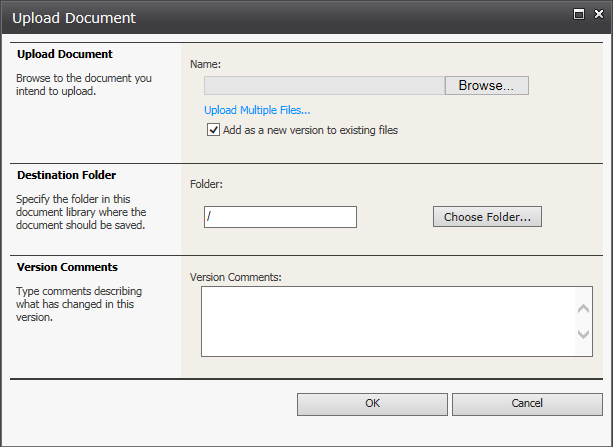 Upload Document
Upload Document
Browse to the document you
intend to upload.
Name:
Browse...
Upload Multiple Files...
Add as a new version to existing files
Destination Folder
Specify the folder in this
document library where the
document should be saved.
Folder:
/
Choose Folder...
Version Comments
Type comments describing
what has changed in this
version.
Version Comments:
OK
Cancel